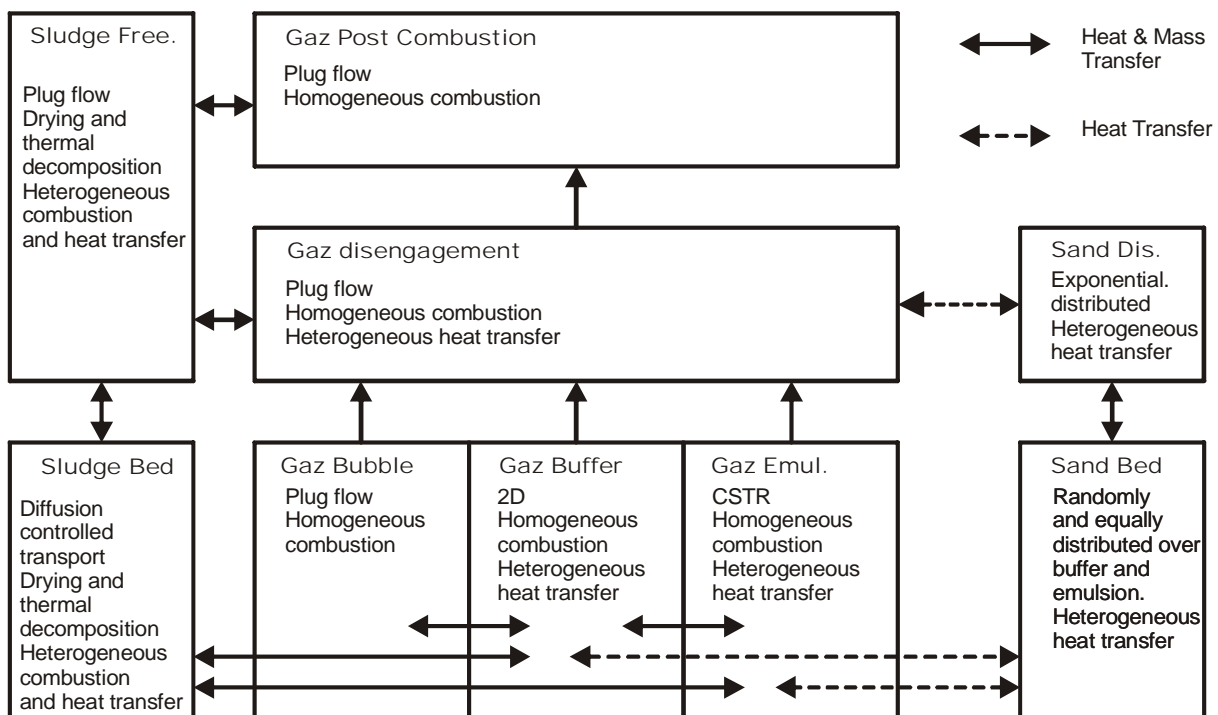 Sludge Free.
Plug flow
Drying and
thermal
decomposition
Heterogeneous
combustion
and heat transfer
Gaz Post Combustion
Plug flow
Homogeneous combustion
Heat & Mass
Transfer
Heat Transfer
Gaz disengagement
Plug flow
Homogeneous combustion
Heterogeneous heat transfer
Sand Dis.
Exponential.
distributed
Heterogeneous
heat transfer
Sludge Bed
Diffusion
controlled
transport
Drying and
thermal
decomposition
Heterogeneous
combustion
and heat transfer
Gaz Bubble
Plug flow
Homogeneous
combustion
Gaz Buffer
2D
Homogeneous
combustion
Heterogeneous
heat transfer
Gaz Emul.
CSTR
Homogeneous
combustion
Heterogeneous
heat transfer
Sand Bed
Randomly
and equally
distributed over
buffer and
emulsion.
Heterogeneous
heat transfer